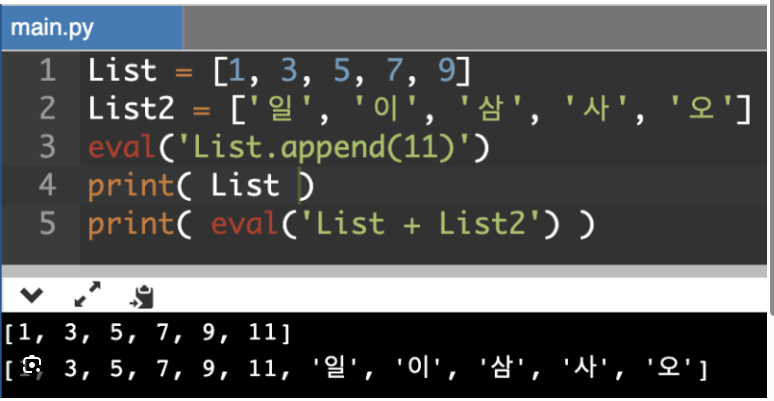 main.py
1 List = [1, 3, 5, 7, 9]
2 List2 = ['일', '이', '삼', '사', '오']
3 eval('List.append(11)')
4 print( List )
5 print( eval('List + List2') )
[1, 3, 5, 7, 9, 11]
[1, 3, 5, 7, 9, 11, '일', '이', '삼', '사', '오']